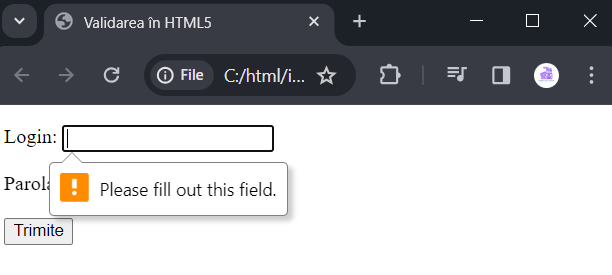 Validarea în HTML5
File C:/html/i...
Login:
Parola
Please fill out this field.
Trimite